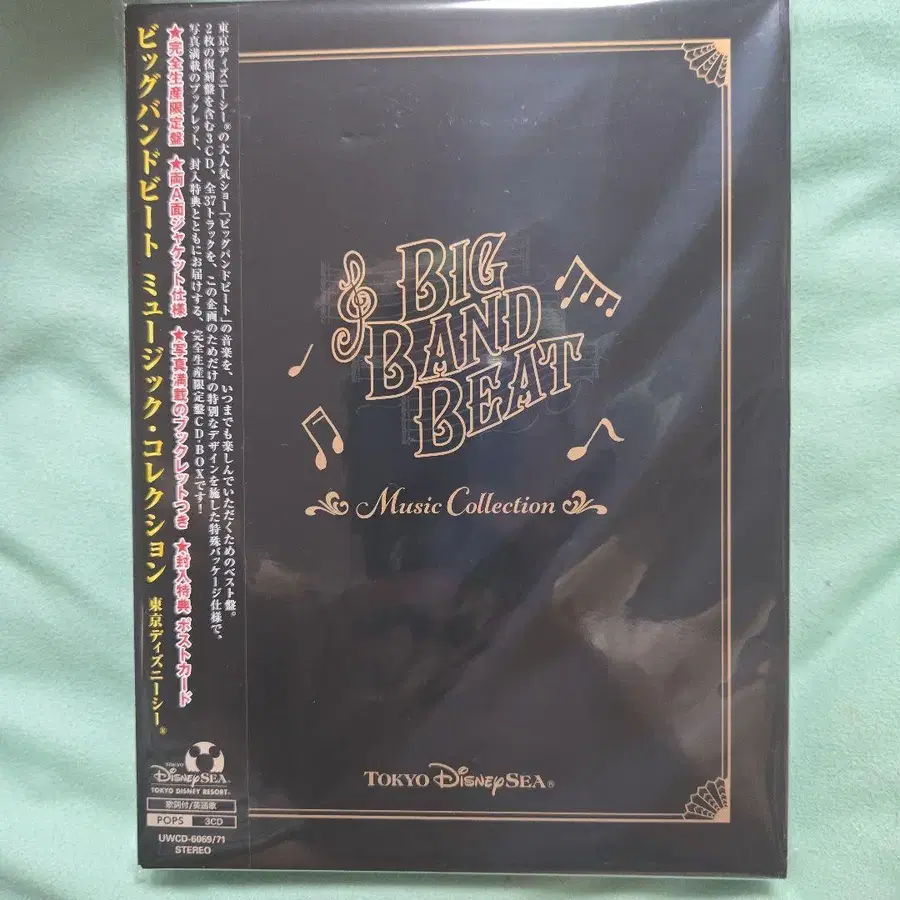 東京ディズニーシー®の大人気ショー「ビッグバンドビート」の音楽を、いつまでも楽しんでいただくためのベスト盤。
2枚の復刻盤を含む3CD、全37トラックを、この企画のためだけの特別なデザインを施した特殊パッケージ仕様で。
写真満載のブックレット、封入特典とともにお届けする、完全生産限定盤CD-BOXです!
★完全生産限定盤 ★両A面ジャケット仕様 ★写真満載のブックレットつき ★封入特典 ポストカード
ビッグバンドビート ミュージック・コレクション 東京ディズニーシー®
TOKYO
DISNEYSEA®
TOKYO DISNEY RESORT®
歌詞付/英語歌
POPS 3CD
UWCD-6069/71
STEREO
BIG
BAND
BEAT
Music Collection
TOKYO DISNEYSEA®